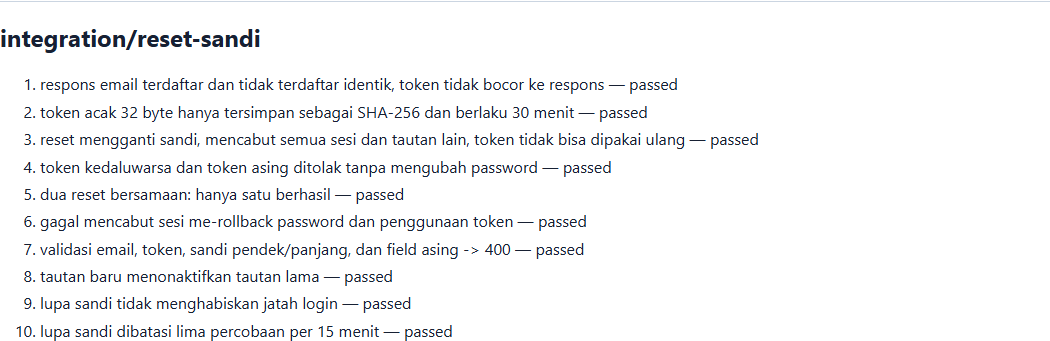 integration/reset-sandi
1. respons email terdaftar dan tidak terdaftar identik, token tidak bocor ke respons — passed
2. token acak 32 byte hanya tersimpan sebagai SHA-256 dan berlaku 30 menit — passed
3. reset mengganti sandi, mencabut semua sesi dan tautan lain, token tidak bisa dipakai ulang — passed
4. token kedaluwarsa dan token asing ditolak tanpa mengubah password — passed
5. dua reset bersamaan: hanya satu berhasil — passed
6. gagal mencabut sesi me-rollback password dan penggunaan token — passed
7. validasi email, token, sandi pendek/panjang, dan field asing -> 400 — passed
8. tautan baru menonaktifkan tautan lama — passed
9. lupa sandi tidak menghabiskan jatah login — passed
10. lupa sandi dibatasi lima percobaan per 15 menit — passed